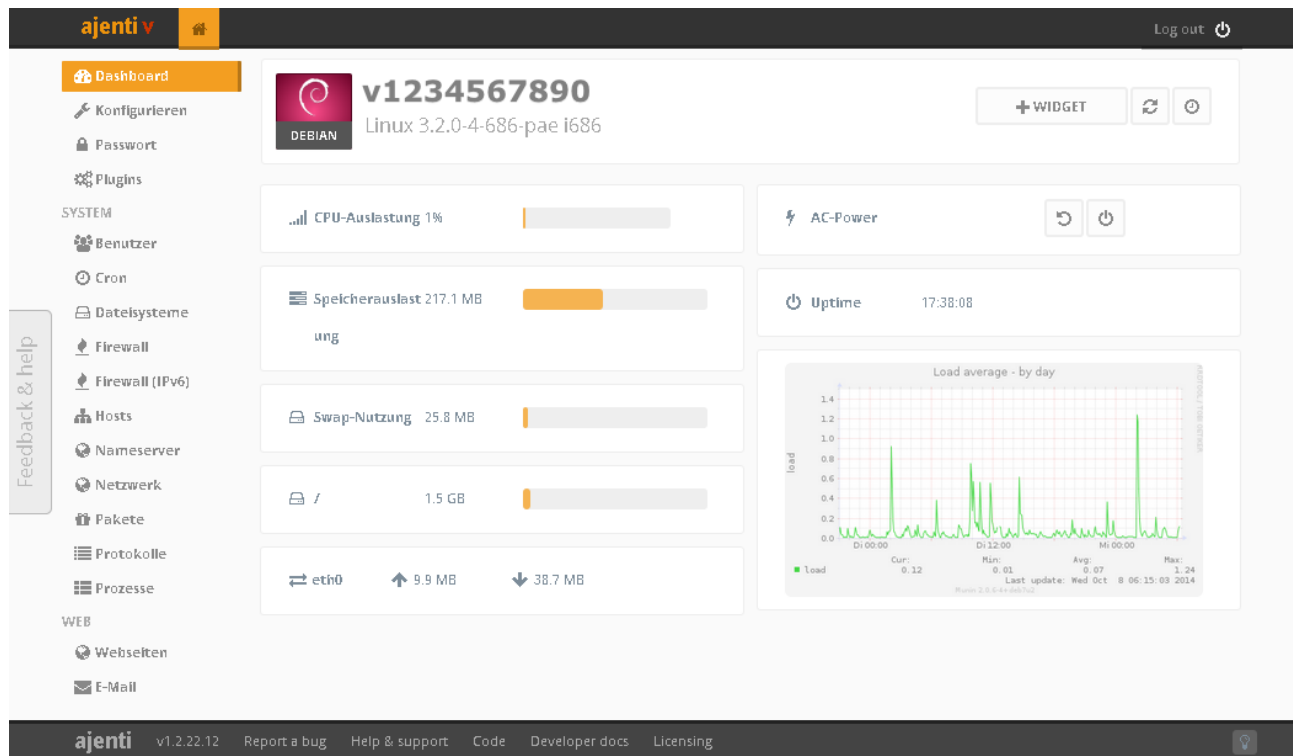 ajenti v
Log out
Dashboard
Konfigurieren
Passwort
Plugins
SYSTEM
Benutzer
Cron
Dateisysteme
Firewall
Firewall (IPv6)
Hosts
Nameserver
Netzwerk
Pakete
Protokolle
Prozesse
WEB
Webseiten
E-Mail
Feedback & help
DEBIAN
v1234567890
Linux 3.2.0-4-686-pae i686
WIDGET
CPU-Auslastung 1%
Speicherauslast 217.1 MB
ung
Swap-Nutzung 25.8 MB
/ 1.5 GB
eth0 9.9 MB 38.7 MB
AC-Power
Uptime 17:38:08
Load average - by day
load
1.4
1.2
1.0
0.8
0.6
0.4
0.2
0.0
Di 00:00 Di 12:00 Mi 00:00
Cur: Min: Avg: Max:
load 0.12 0.01 0.07 1.24
Last update: Wed Oct 8 06:15:03 2014
ajenti v1.2.22.12 Report a bug Help & support Code Developer docs Licensing